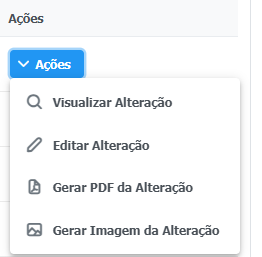 Ações
Ações
Visualizar Alteração
Editar Alteração
Gerar PDF da Alteração
Gerar Imagem da Alteração